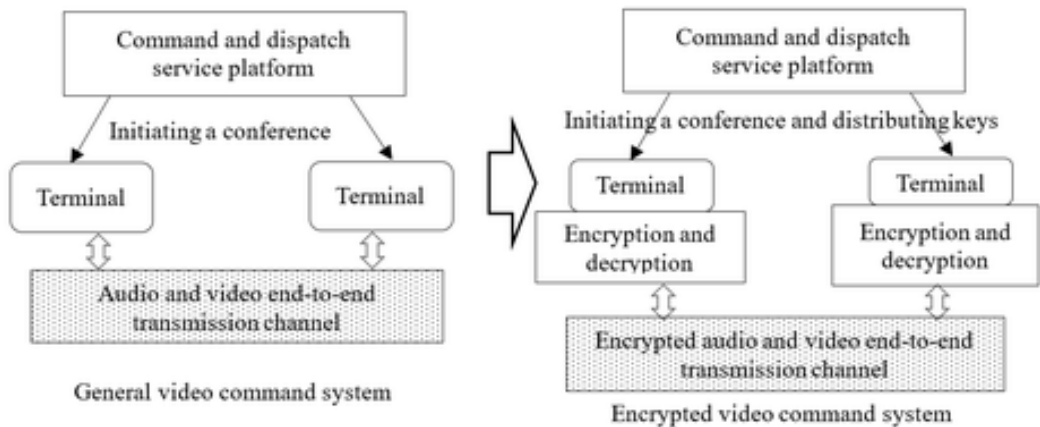 Command and dispatch
service platform
Initiating a conference
Terminal
Terminal
Audio and video end-to-end
transmission channel
General video command system
Command and dispatch
service platform
Initiating a conference and distributing keys
Terminal
Terminal
Encryption and
decryption
Encryption and
decryption
Encrypted audio and video end-to-end
transmission channel
Encrypted video command system